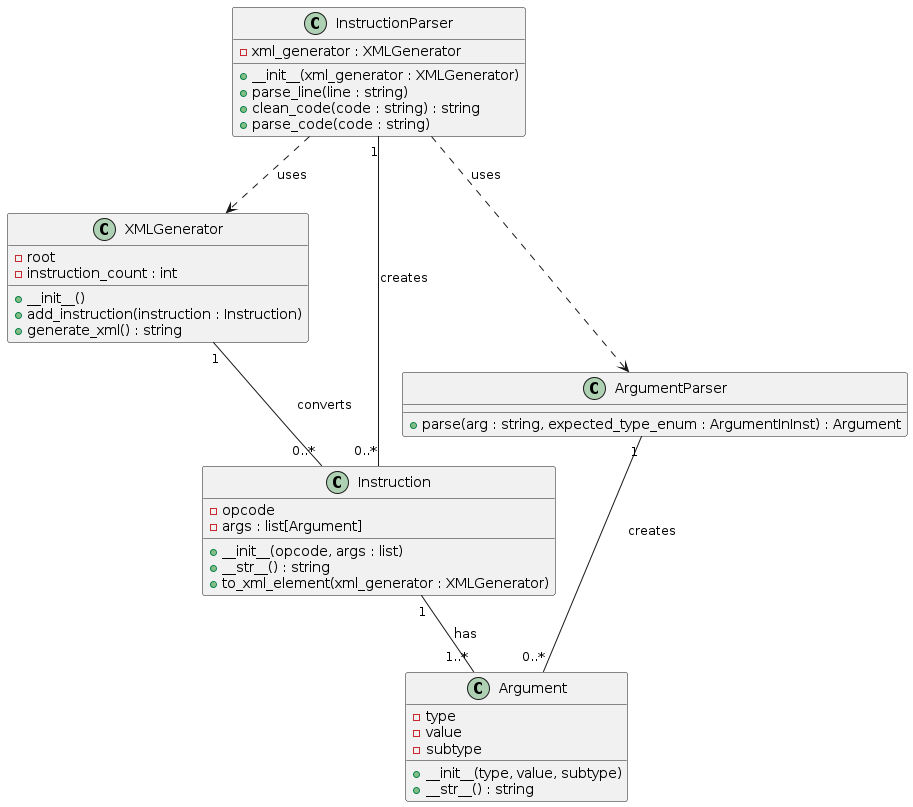 C InstructionParser
xml_generator : XMLGenerator
__init__(xml_generator : XMLGenerator)
parse_line(line : string)
clean_code(code : string) : string
parse_code(code : string)
1
uses
uses
C XMLGenerator
root
instruction_count : int
__init__()
add_instruction(instruction : Instruction)
generate_xml() : string
creates
1
C ArgumentParser
parse(arg : string, expected_type_enum : ArgumentInInst) : Argument
converts
0..*
0..*
1
C Instruction
opcode
args : list[Argument]
__init__(opcode, args : list)
__str__() : string
to_xml_element(xml_generator : XMLGenerator)
creates
1
has
1..*
0..*
C Argument
type
value
subtype
__init__(type, value, subtype)
__str__() : string